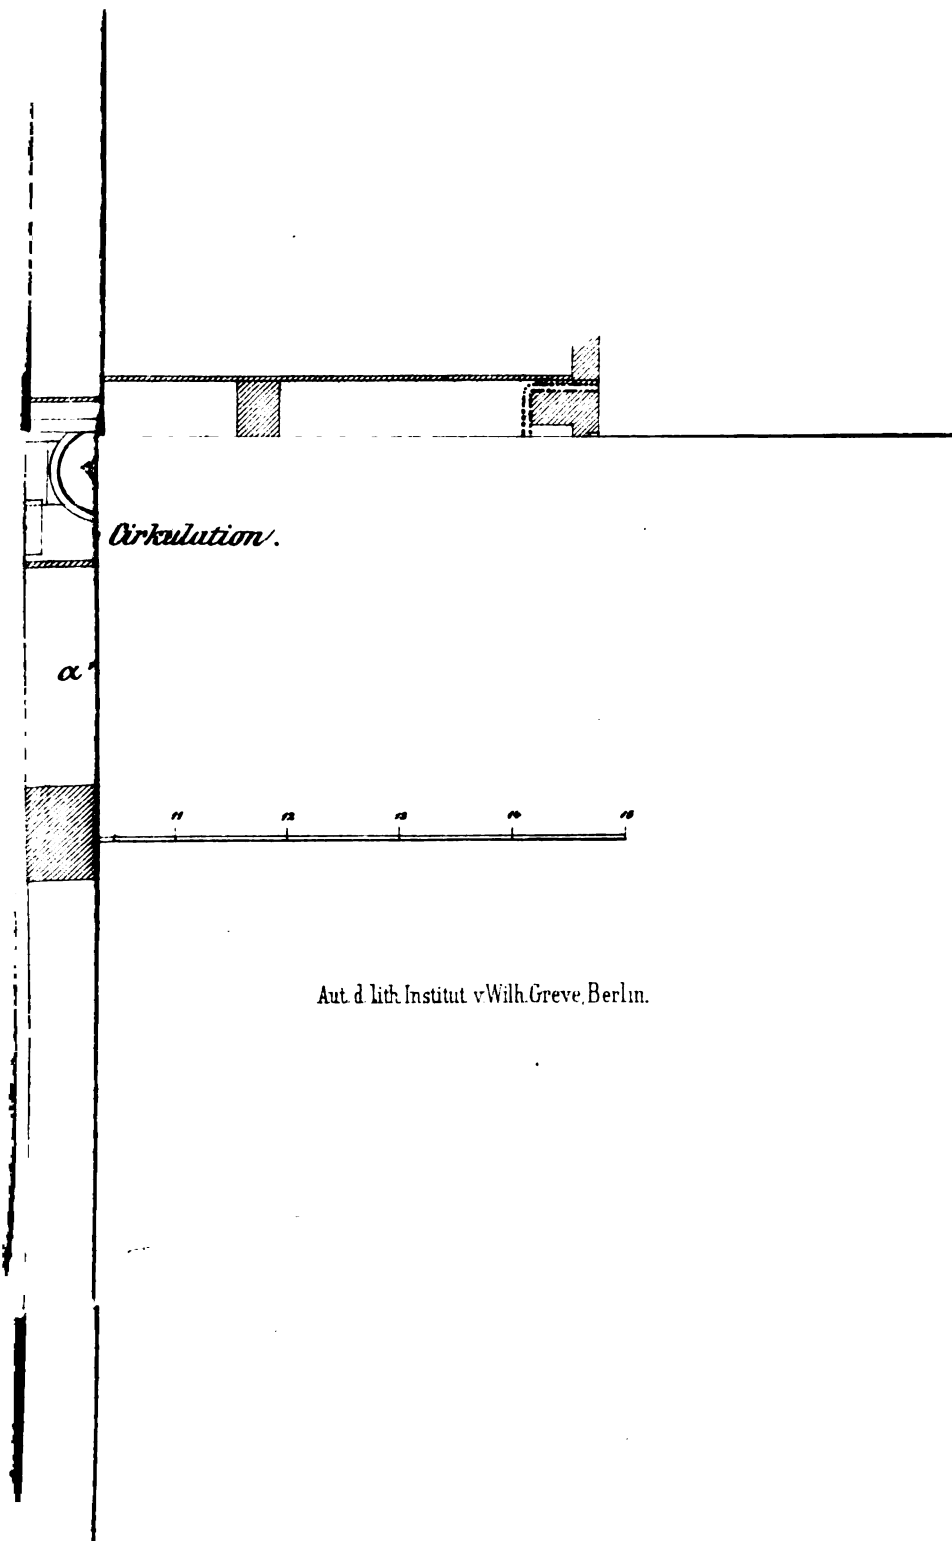 Cirkulation.
a'
11 12 13 14 15
Aut. d. lith. Institut v Wilh. Greve, Berlin.